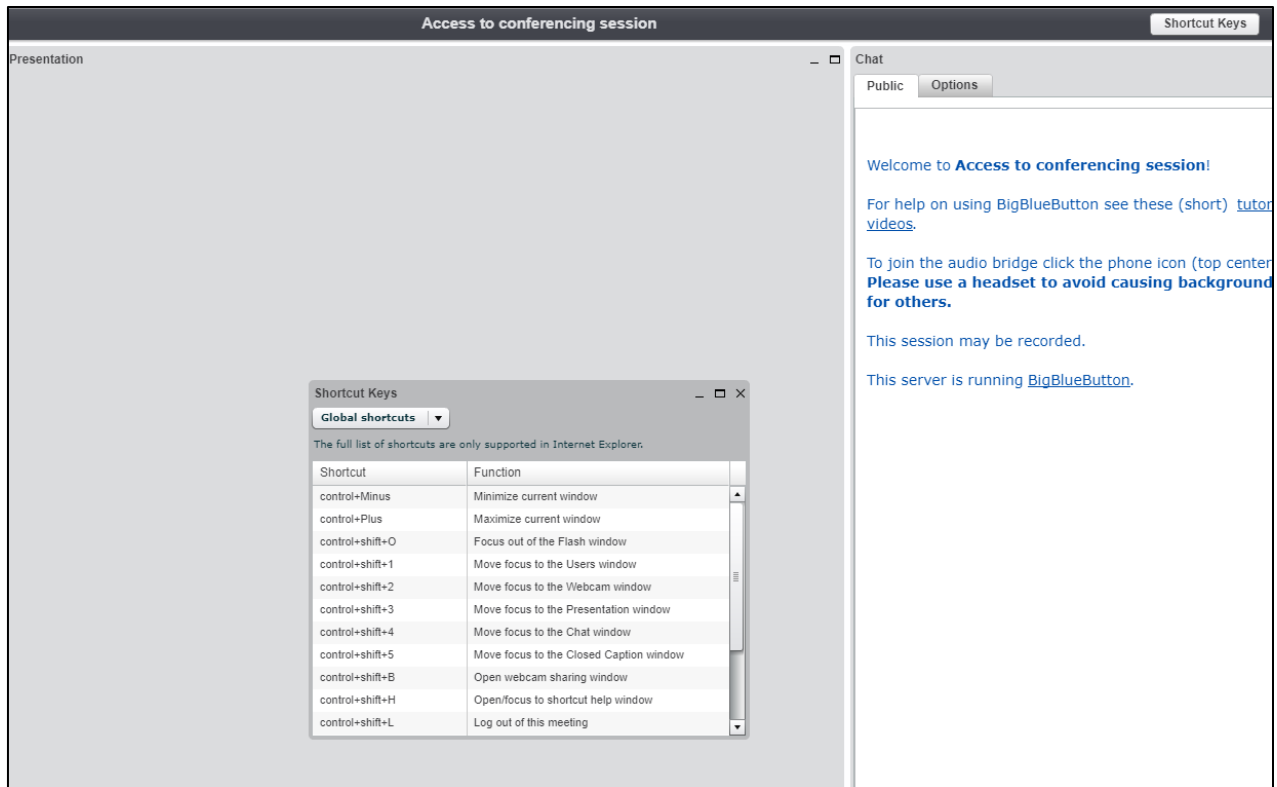 Access to conferencing session
Shortcut Keys
Presentation
Chat
Public Options
Welcome to Access to conferencing session!
For help on using BigBlueButton see these (short) tutor
videos.
To join the audio bridge click the phone icon (top center
Please use a headset to avoid causing background
for others.
This session may be recorded.
This server is running BigBlueButton.
Shortcut Keys
Global shortcuts
The full list of shortcuts are only supported in Internet Explorer.
Shortcut Function
control+Minus Minimize current window
control+Plus Maximize current window
control+shift+O Focus out of the Flash window
control+shift+1 Move focus to the Users window
control+shift+2 Move focus to the Webcam window
control+shift+3 Move focus to the Presentation window
control+shift+4 Move focus to the Chat window
control+shift+5 Move focus to the Closed Caption window
control+shift+B Open webcam sharing window
control+shift+H Open/focus to shortcut help window
control+shift+L Log out of this meeting